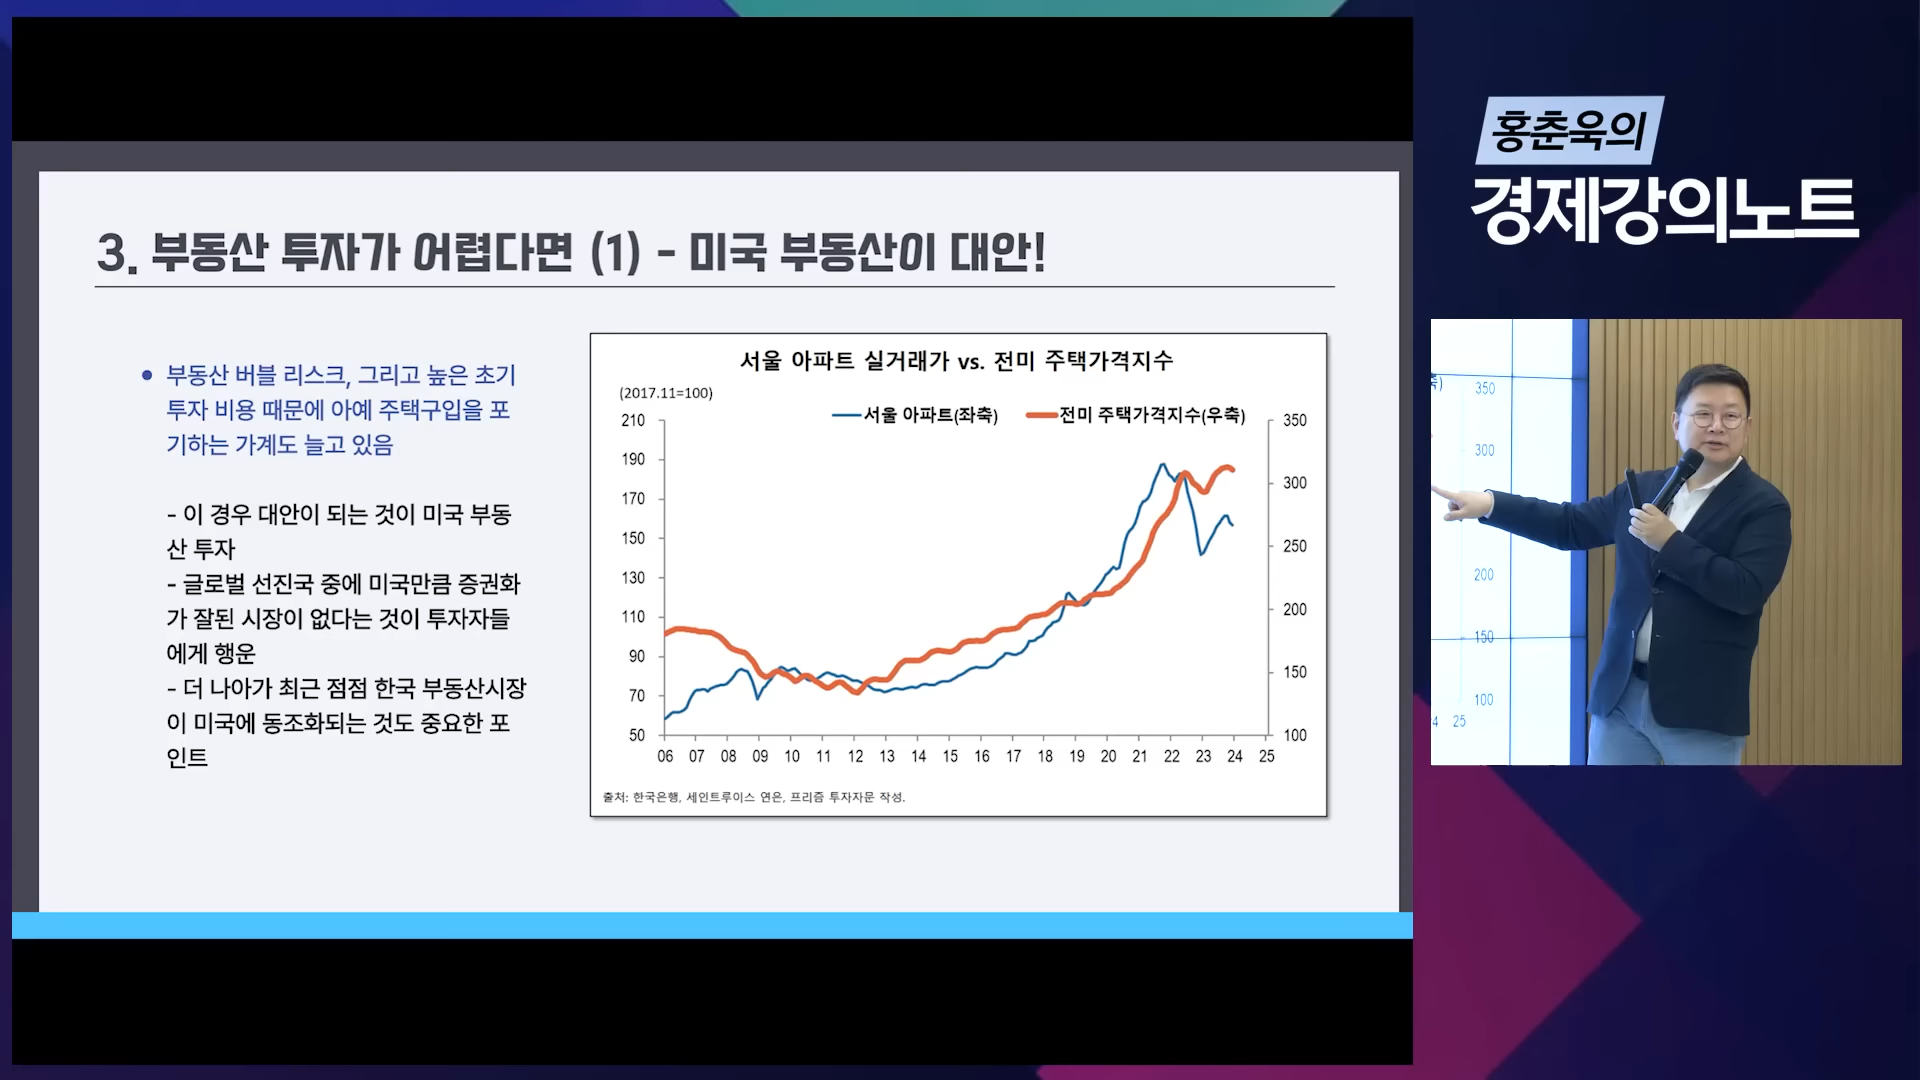 홍춘욱의
경제강의노트
3. 부동산 투자가 어렵다면 (1) - 미국 부동산이 대안!
• 부동산 버블 리스크, 그리고 높은 초기
투자 비용 때문에 아예 주택구입을 포
기하는 가계도 늘고 있음
- 이 경우 대안이 되는 것이 미국 부동
산 투자
- 글로벌 선진국 중에 미국만큼 증권화
가 잘된 시장이 없다는 것이 투자자들
에게 행운
- 더 나아가 최근 점점 한국 부동산시장
이 미국에 동조화되는 것도 중요한 포
인트
서울 아파트 실거래가 vs. 전미 주택가격지수
(2017.11=100)
서울 아파트(좌축) 전미 주택가격지수(우축)
210 350
190
170 300
150 250
130
110 200
90
70 150
50 100
06 07 08 09 10 11 12 13 14 15 16 17 18 19 20 21 22 23 24 25
출처: 한국은행, 세인트루이스 연은, 프리즘 투자자문 작성.
350
300
200
150
100
4 25